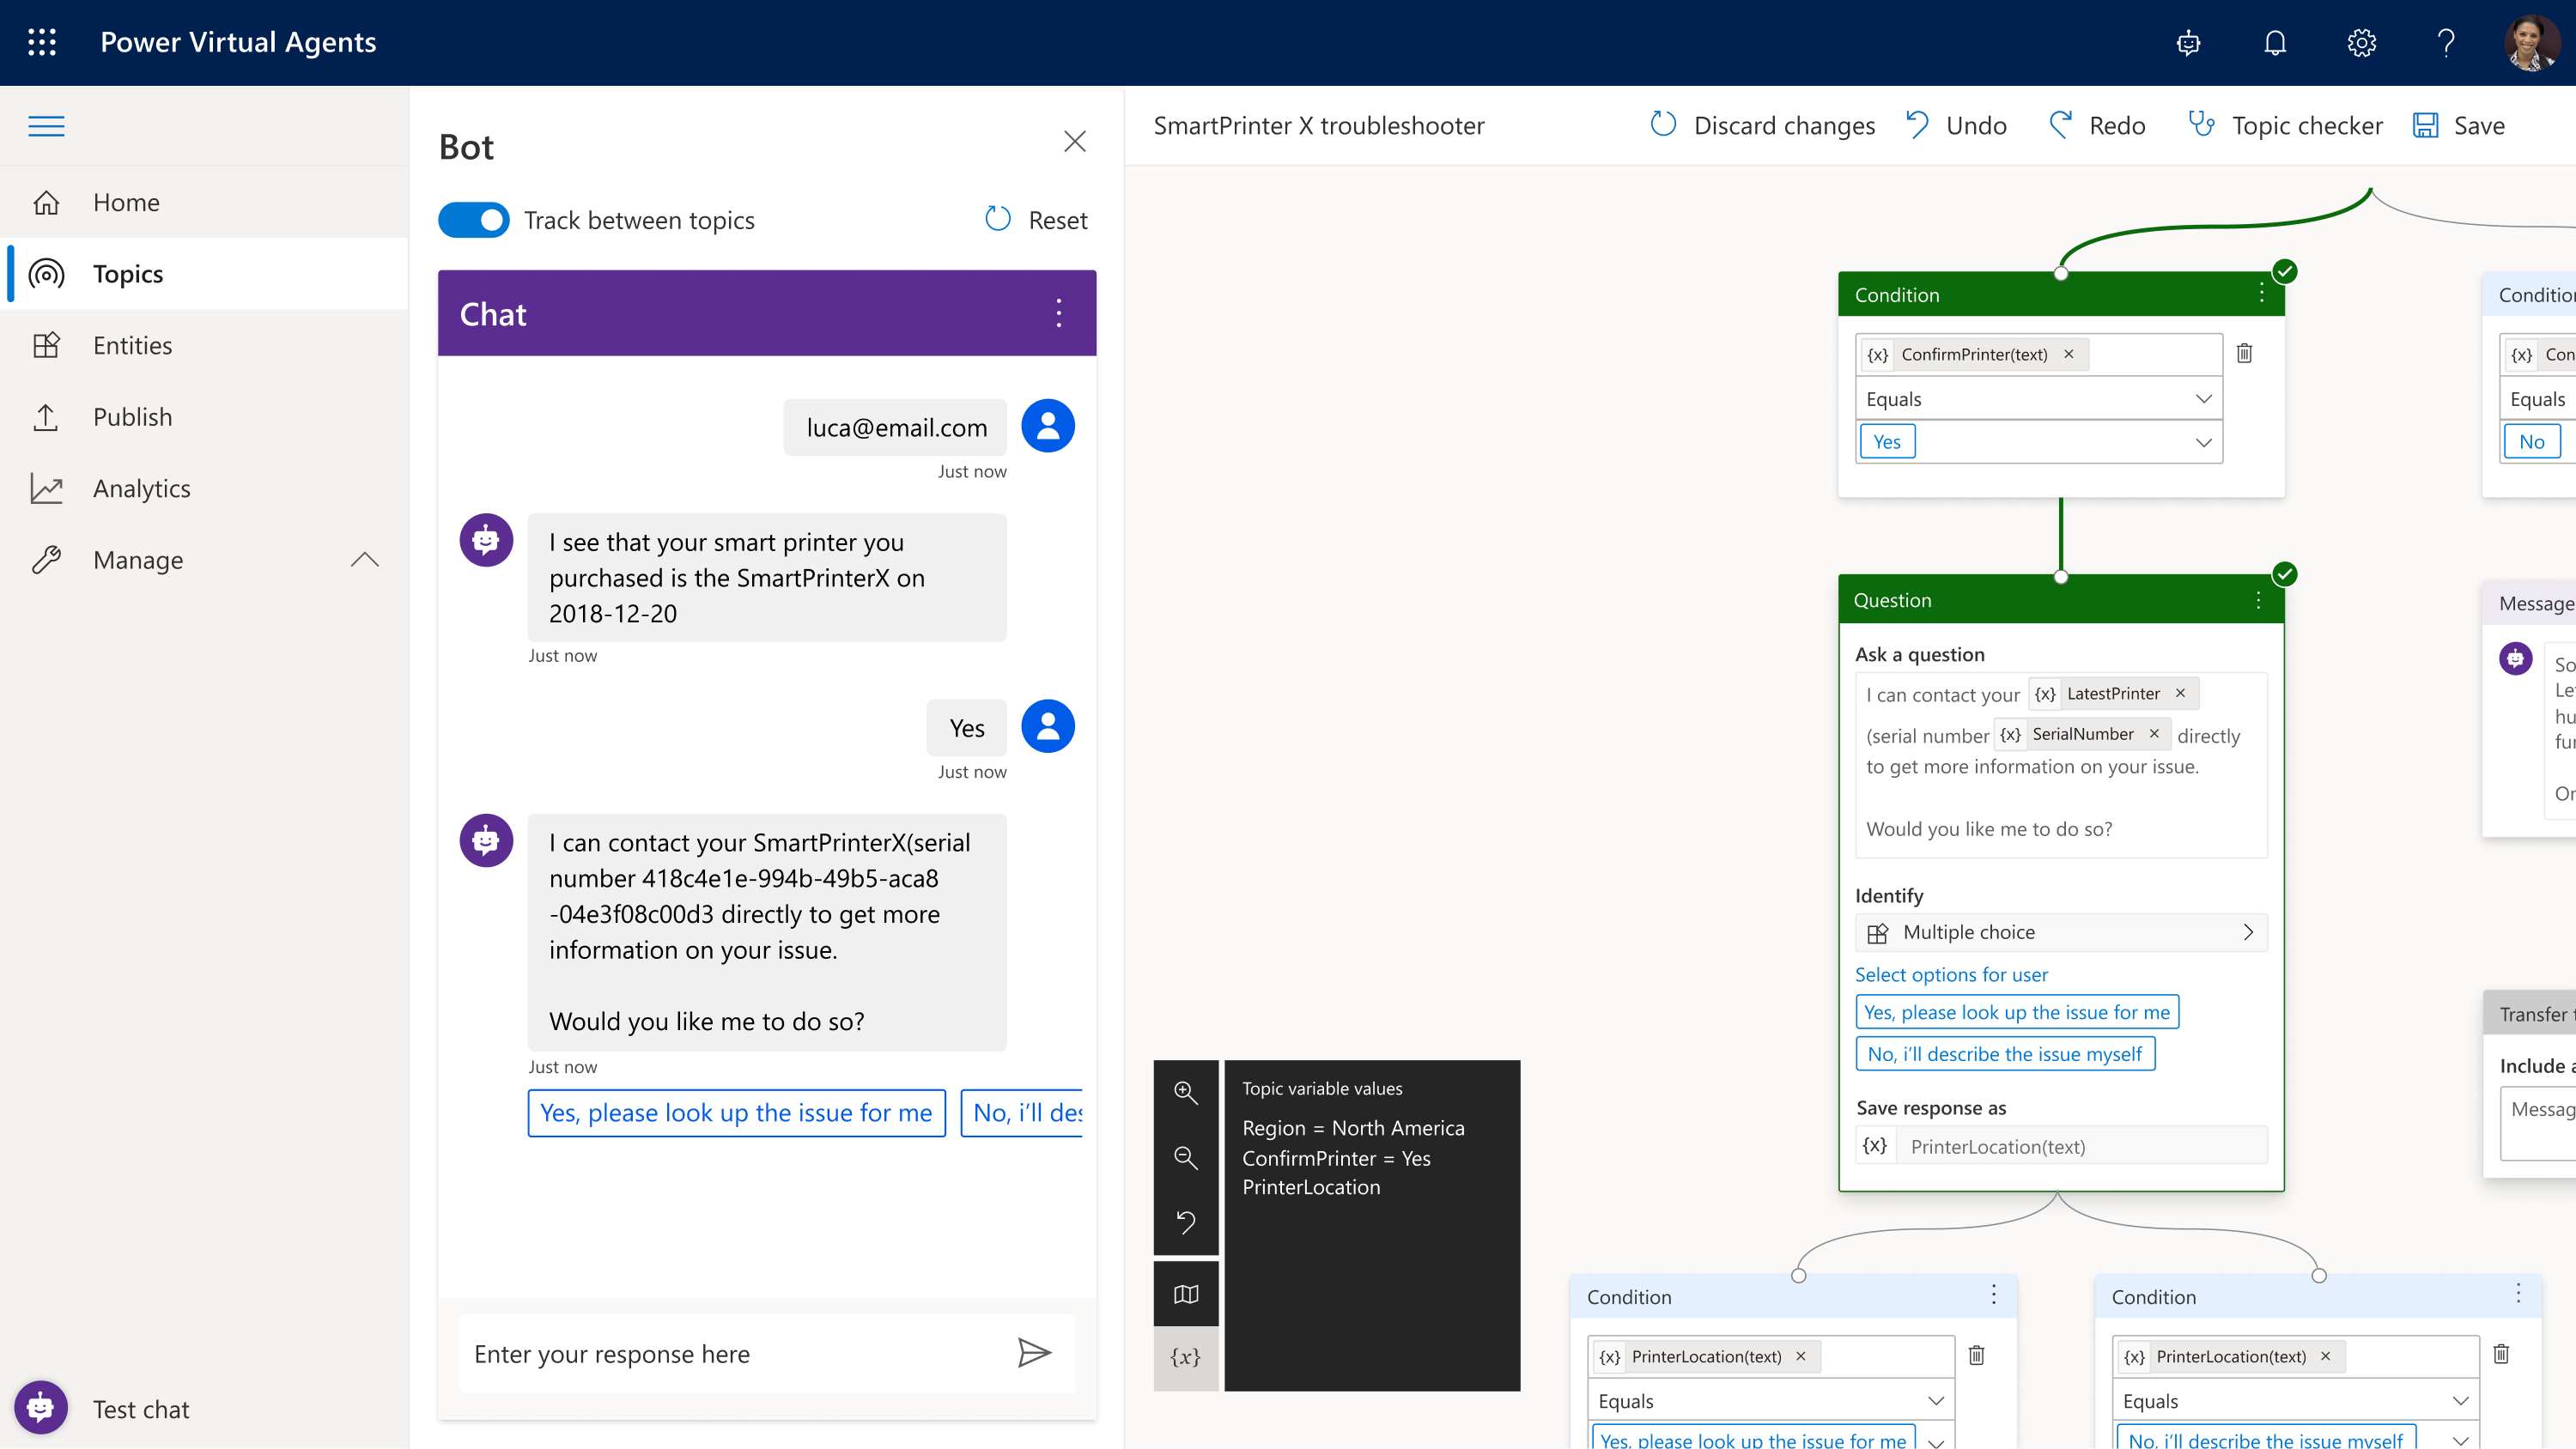 Power Virtual Agents
Home
Topics
Entities
Publish
Analytics
Manage
Test chat
Bot
Track between topics
Reset
Chat
luca@email.com
Just now
I see that your smart printer you
purchased is the SmartPrinterX on
2018-12-20
Just now
Yes
Just now
I can contact your SmartPrinterX(serial
number 418c4e1e-994b-49b5-aca8
-04e3f08c00d3 directly to get more
information on your issue.
Would you like me to do so?
Just now
Yes, please look up the issue for me
No, i'll des
Enter your response here
SmartPrinter X troubleshooter
Discard changes
Undo
Redo
Topic checker
Save
Condition
{x} ConfirmPrinter(text)
Equals
Yes
Question
Ask a question
I can contact your {x} LatestPrinter
(serial number {x} SerialNumber directly
to get more information on your issue.
Would you like me to do so?
Identify
Multiple choice
Select options for user
Yes, please look up the issue for me
No, i'll describe the issue myself
Save response as
{x} PrinterLocation(text)
Topic variable values
Region = North America
ConfirmPrinter = Yes
PrinterLocation
{x}
Condition
{x} PrinterLocation(text)
Equals
Yes, please look up the issue for me
Condition
{x} PrinterLocation(text)
Equals
No, i'll describe the issue myself
Condition
{x} Con
Equals
No
Message
So
Le
hu
fu
Or
Transfer t
Include a
Messag